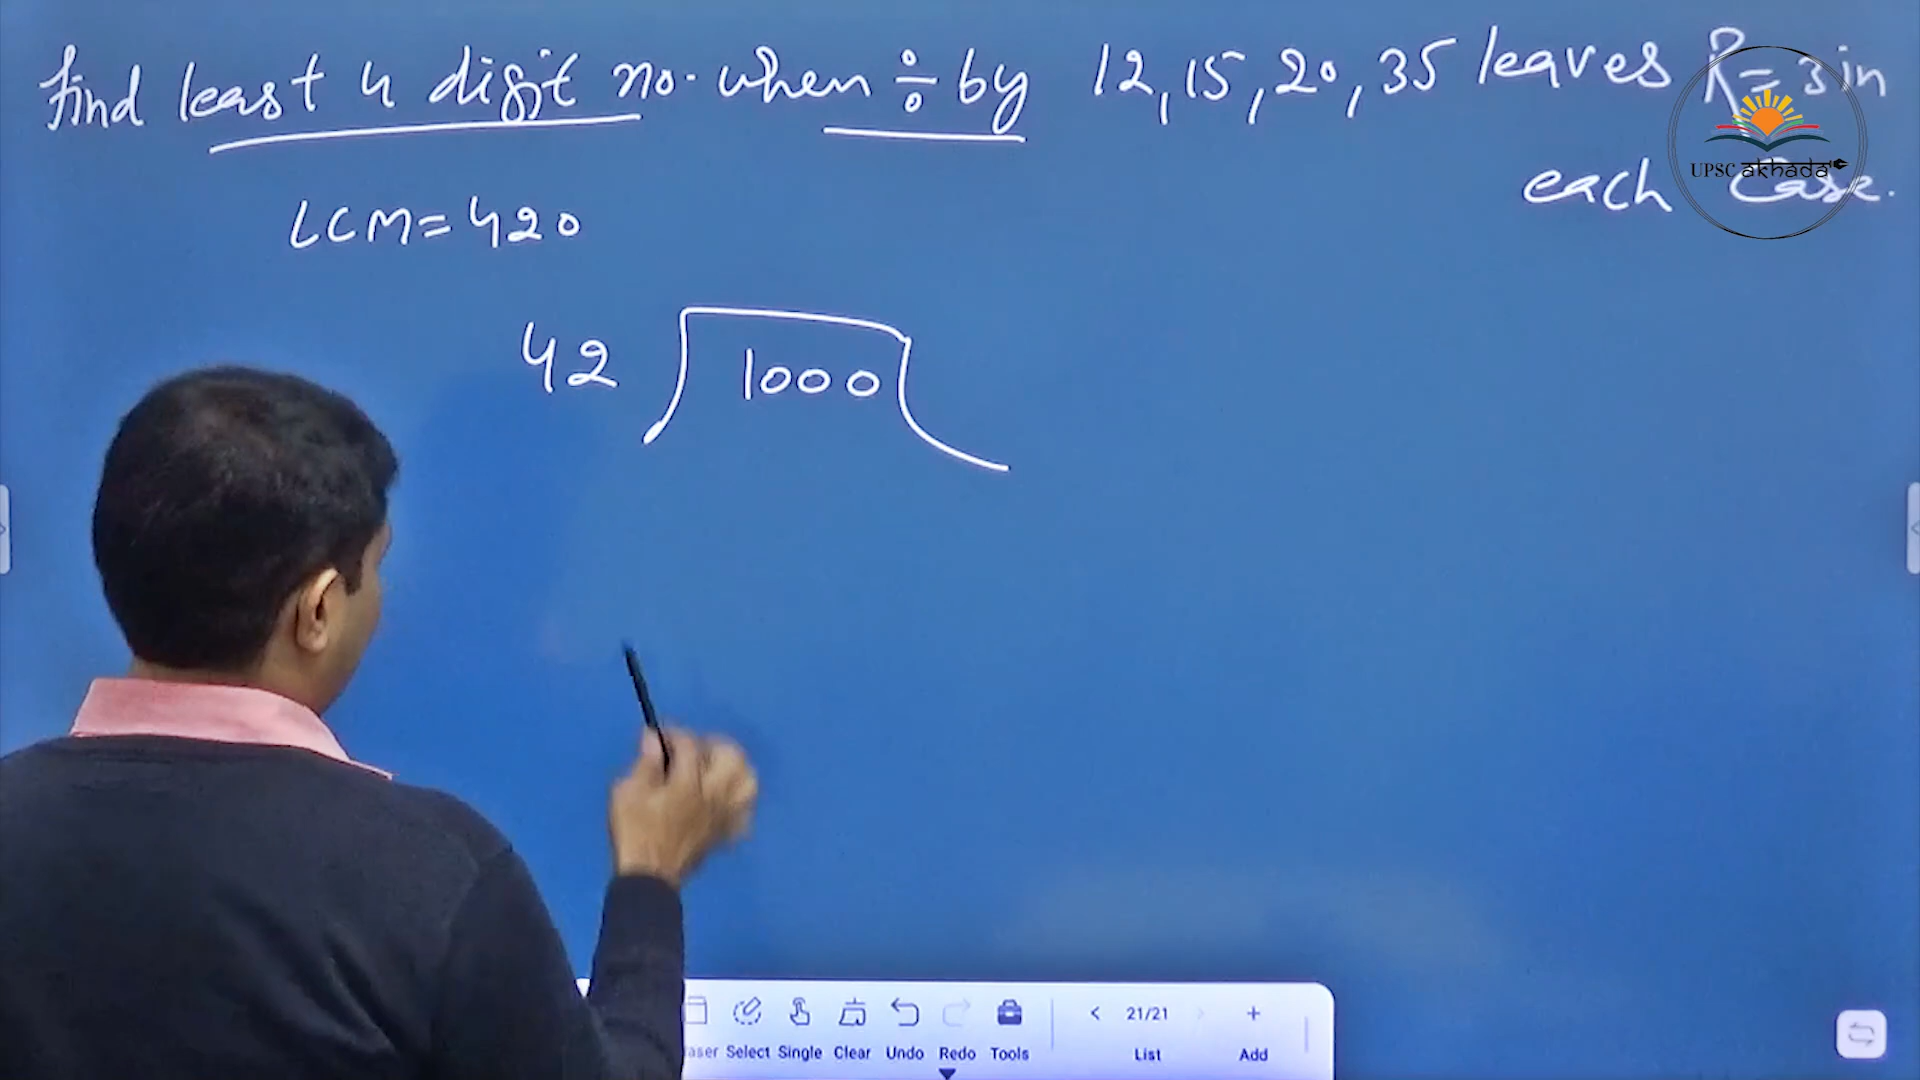 find least 4 digit no. when ÷ by 12, 15, 20, 35 leaves R = 3 in
each case.
UPSC akhada
LCM = 420
42 1000
Select Single Clear Undo Redo Tools
21/21
List Add